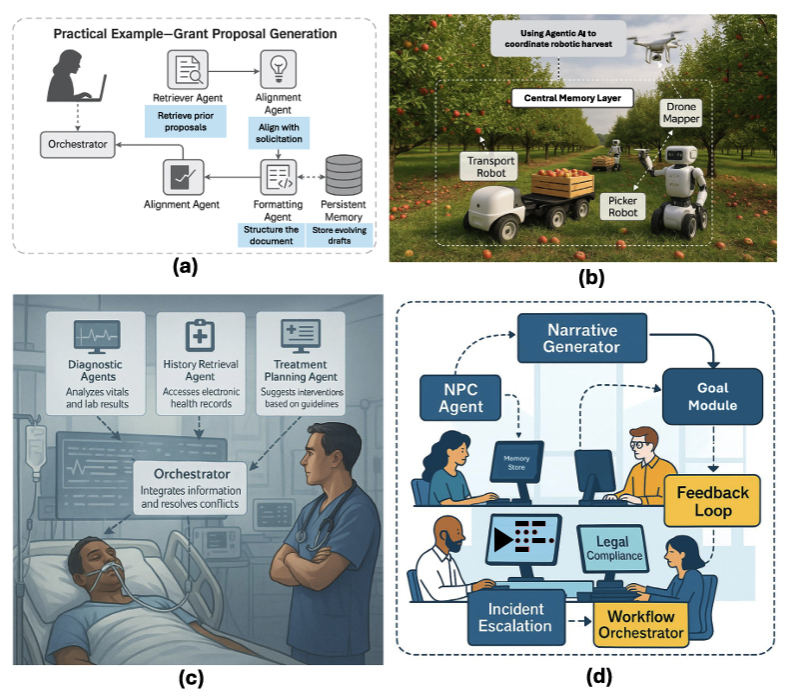 Practical Example—Grant Proposal Generation
Retriever Agent
Retrieve prior
proposals
Alignment
Agent
Align with
solicitation
Orchestrator
Alignment Agent
Formatting
Agent
Structure the
document
Persistent
Memory
Store evolving
drafts
(a)
Using Agentic AI to
coordinate robotic harvest
Central Memory Layer
Drone
Mapper
Transport
Robot
Picker
Robot
(b)
Diagnostic
Agents
Analyzes vitals
and lab results
History Retrieval
Agent
Accesses electronic
health records
Treatment
Planning Agent
Suggests interventions
based on guidelines
Orchestrator
Integrates information
and resolves conflicts
(c)
Narrative
Generator
NPC
Agent
Goal
Module
Memory
Store
Feedback
Loop
Legal
Compliance
Incident
Escalation
Workflow
Orchestrator
(d)